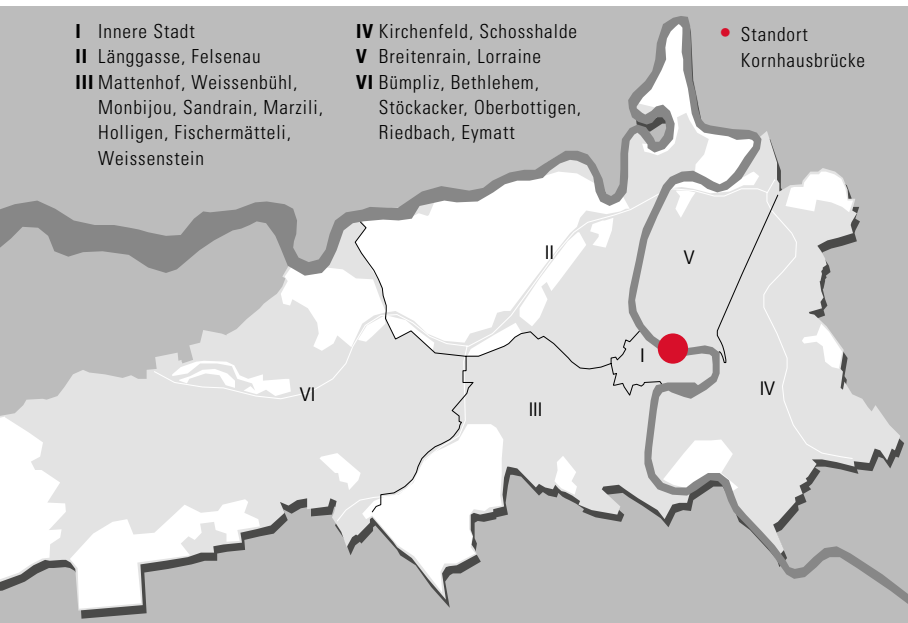 I Innere Stadt
II Länggasse, Felsenau
III Mattenhof, Weissenbühl,
Monbijou, Sandrain, Marzili,
Holligen, Fischermätteli,
Weissenstein
IV Kirchenfeld, Schosshalde
V Breitenrain, Lorraine
VI Bümpliz, Bethlehem,
Stöckacker, Oberbottigen,
Riedbach, Eymatt
Standort
Kornhausbrücke
II
V
I
IV
VI
III